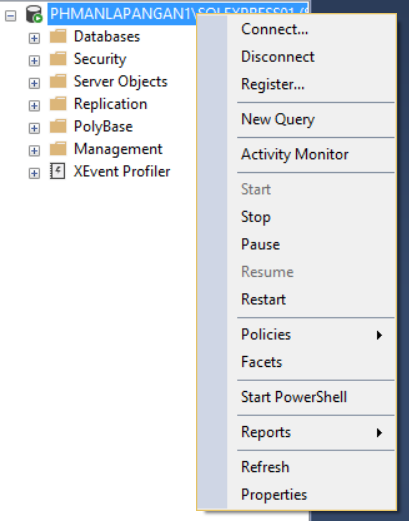 PHMANLAPANGAN1\SQLEXPRESS01 (S
Databases
Security
Server Objects
Replication
PolyBase
Management
XEvent Profiler
Connect...
Disconnect
Register...
New Query
Activity Monitor
Start
Stop
Pause
Resume
Restart
Policies
Facets
Start PowerShell
Reports
Refresh
Properties